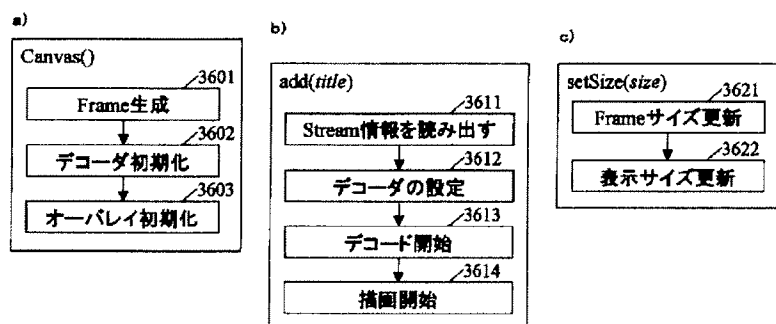 a)
Canvas()
3601
Frame生成
3602
デコーダ初期化
3603
オーバレイ初期化
b)
add(title)
3611
Stream情報を読み出す
3612
デコーダの設定
3613
デコード開始
3614
描画開始
c)
setSize(size)
3621
Frameサイズ更新
3622
表示サイズ更新